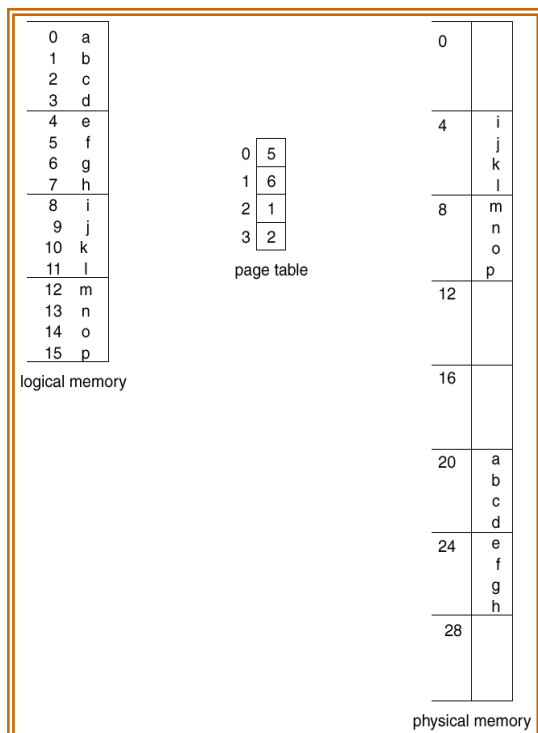 0 a
1 b
2 c
3 d
4 e
5 f
6 g
7 h
8 i
9 j
10 k
11 l
12 m
13 n
14 o
15 p
logical memory
0 5
1 6
2 1
3 2
page table
0
4 i
j
k
l
8 m
n
o
p
12
16
20 a
b
c
d
24 e
f
g
h
28
physical memory